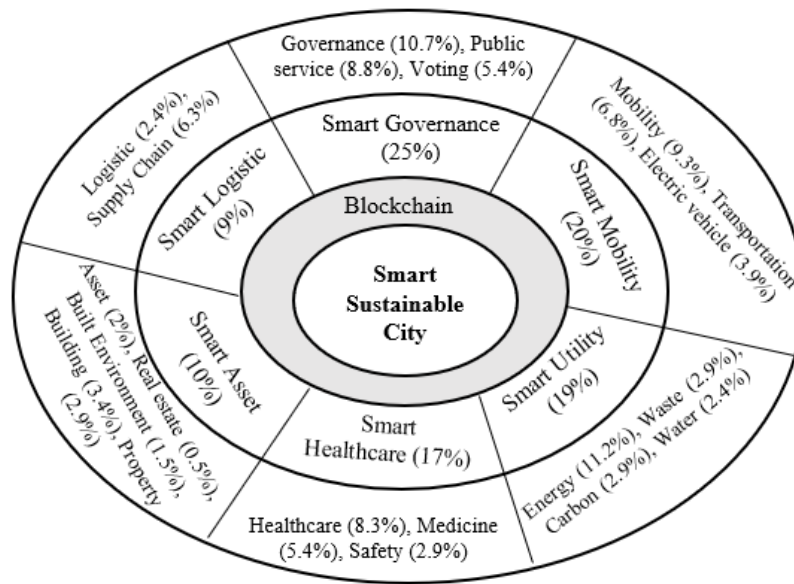 Governance (10.7%), Public
service (8.8%), Voting (5.4%)
Smart Governance
(25%)
Mobility (9.3%), Transportation
(6.8%), Electric vehicle (3.9%)
Smart Mobility
(20%)
Energy (11.2%), Waste (2.9%),
Carbon (2.9%), Water (2.4%)
Smart Utility
(19%)
Smart
Healthcare (17%)
Healthcare (8.3%), Medicine
(5.4%), Safety (2.9%)
Asset (2%), Real estate (0.5%),
Built Environment (1.5%),
Building (3.4%), Property
(2.9%)
Smart Asset
(10%)
Logistic (2.4%),
Supply Chain (6.3%)
Smart Logistic
(9%)
Blockchain
Smart
Sustainable
City